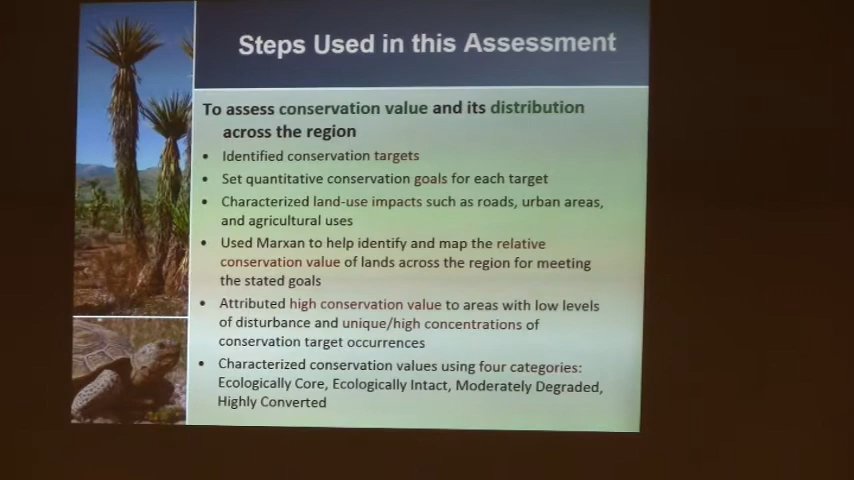 Steps Used in this Assessment
To assess conservation value and its distribution
across the region
• Identified conservation targets
• Set quantitative conservation goals for each target
• Characterized land-use impacts such as roads, urban areas,
and agricultural uses
• Used Marxan to help identify and map the relative
conservation value of lands across the region for meeting
the stated goals
• Attributed high conservation value to areas with low levels
of disturbance and unique/high concentrations of
conservation target occurrences
• Characterized conservation values using four categories:
Ecologically Core, Ecologically Intact, Moderately Degraded,
Highly Converted